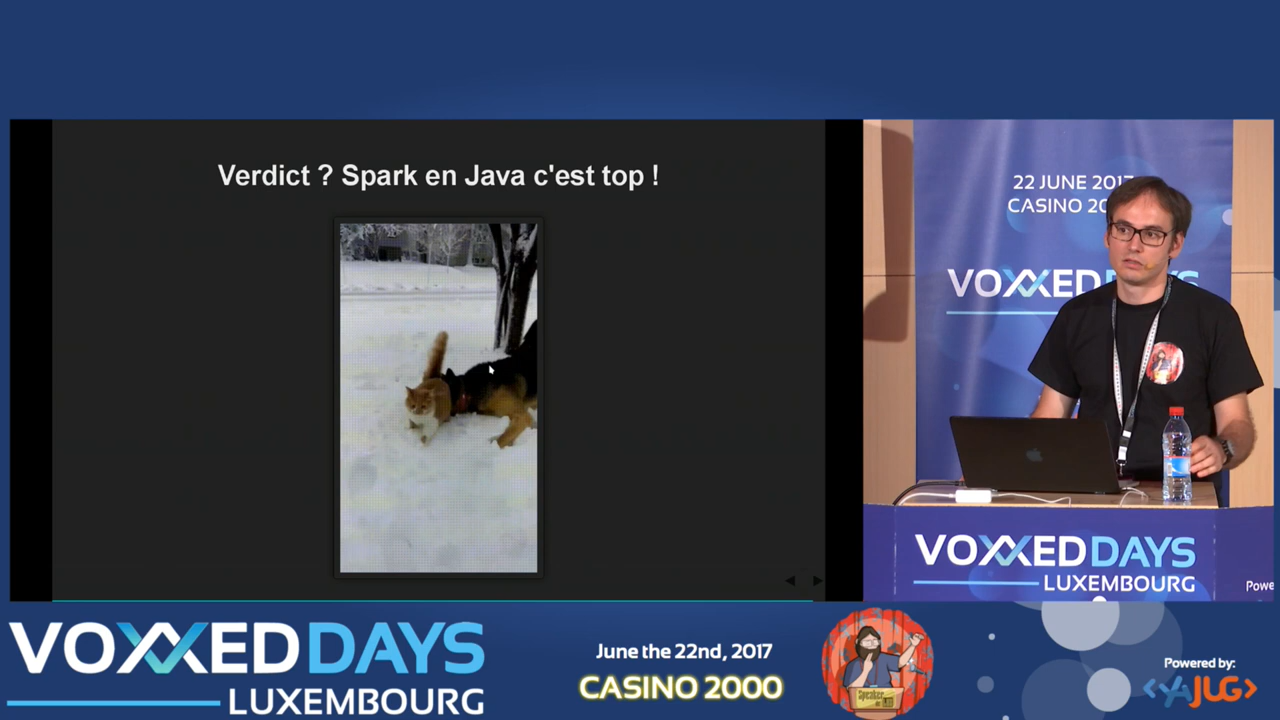 Verdict ? Spark en Java c'est top !
22 JUNE 2017
CASINO 20
VOXXED DAYS
VOXXED DAYS
LUXEMBOURG
Powe
VOXXED DAYS
LUXEMBOURG
June the 22nd, 2017
CASINO 2000
Speaker
Powered by:
<YAJUG>